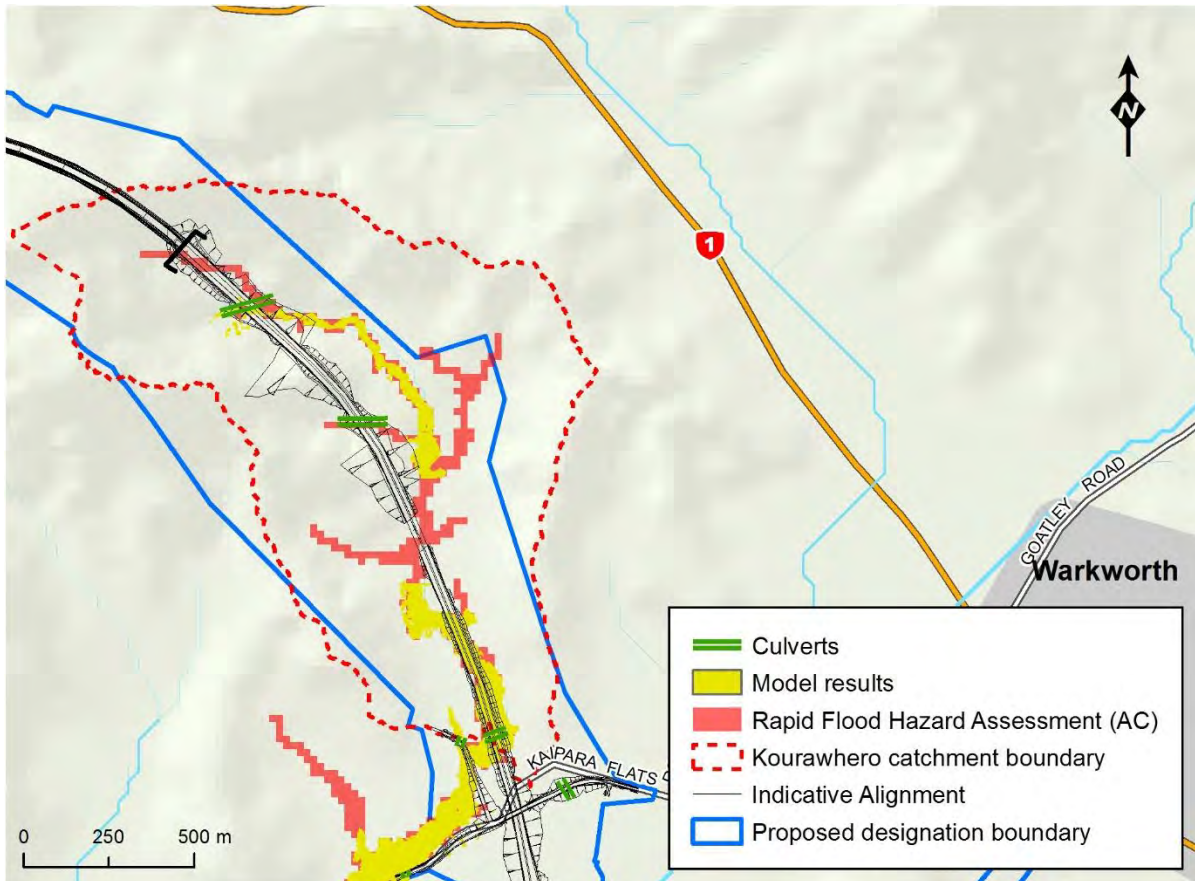 N
1
GOATLEY ROAD
Warkworth
KAIPARA FLATS
0 250 500 m
Culverts
Model results
Rapid Flood Hazard Assessment (AC)
Kourawhero catchment boundary
Indicative Alignment
Proposed designation boundary